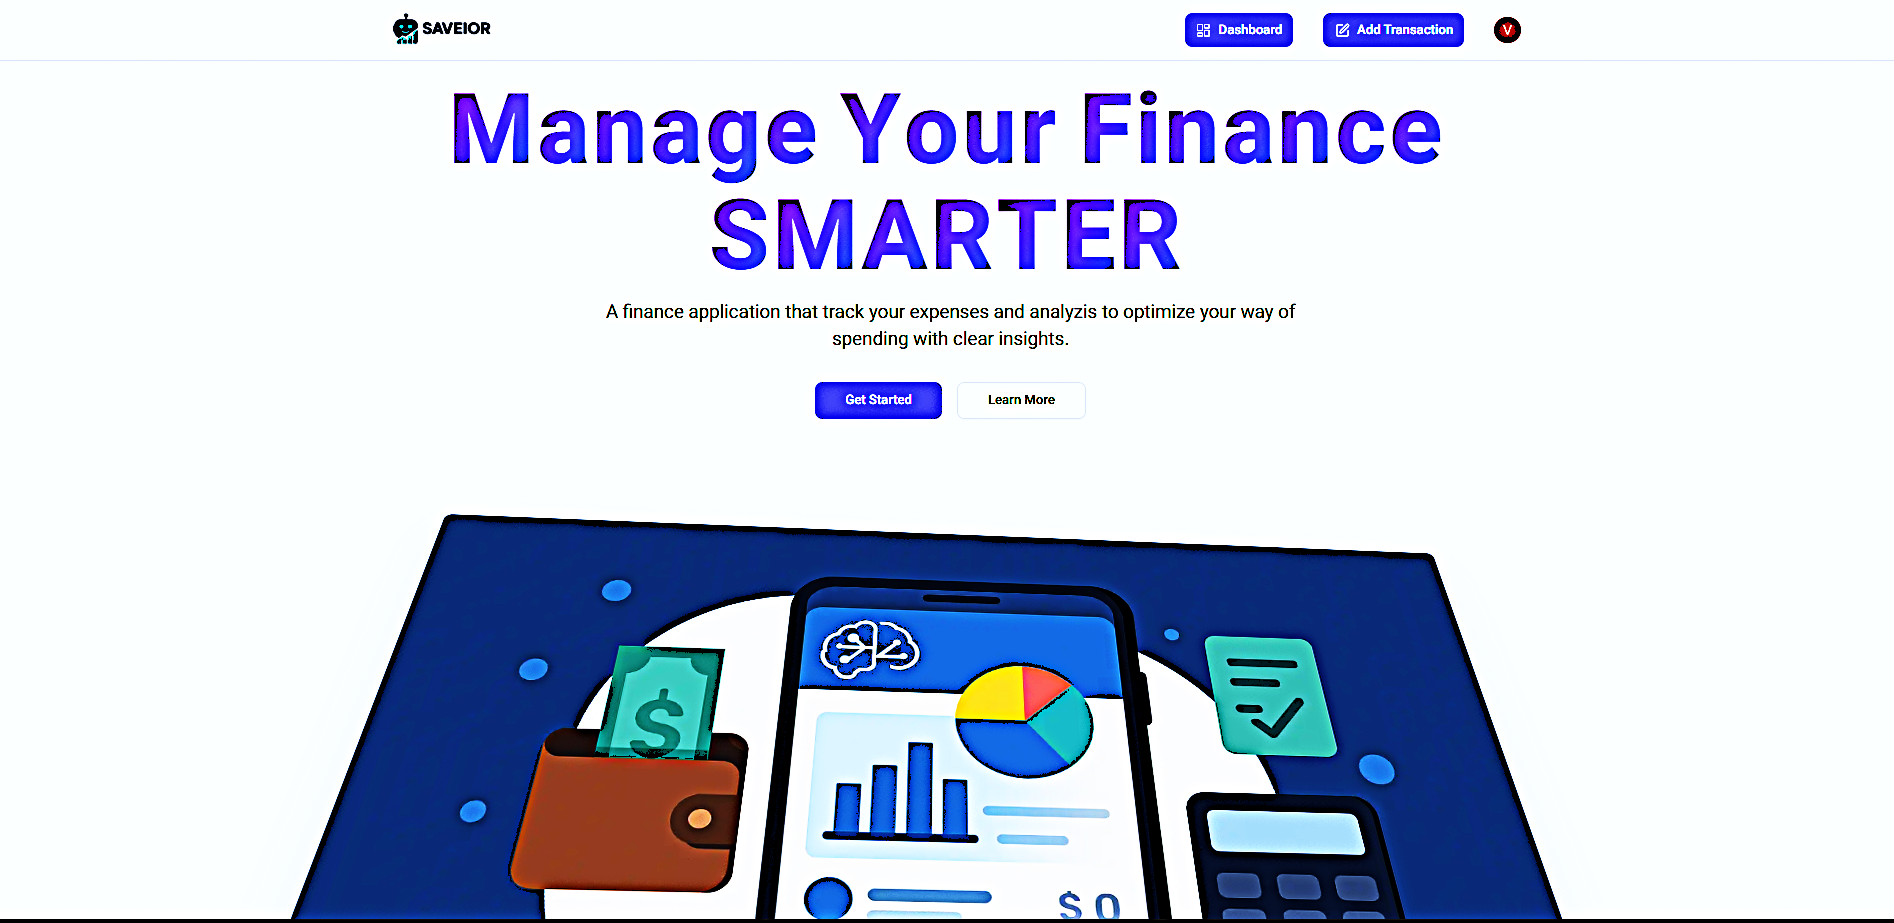 SAVEIOR
Dashboard
Add Transaction
V
Manage Your Finance
SMARTER
A finance application that track your expenses and analyzis to optimize your way of
spending with clear insights.
Get Started
Learn More
$
$ 0